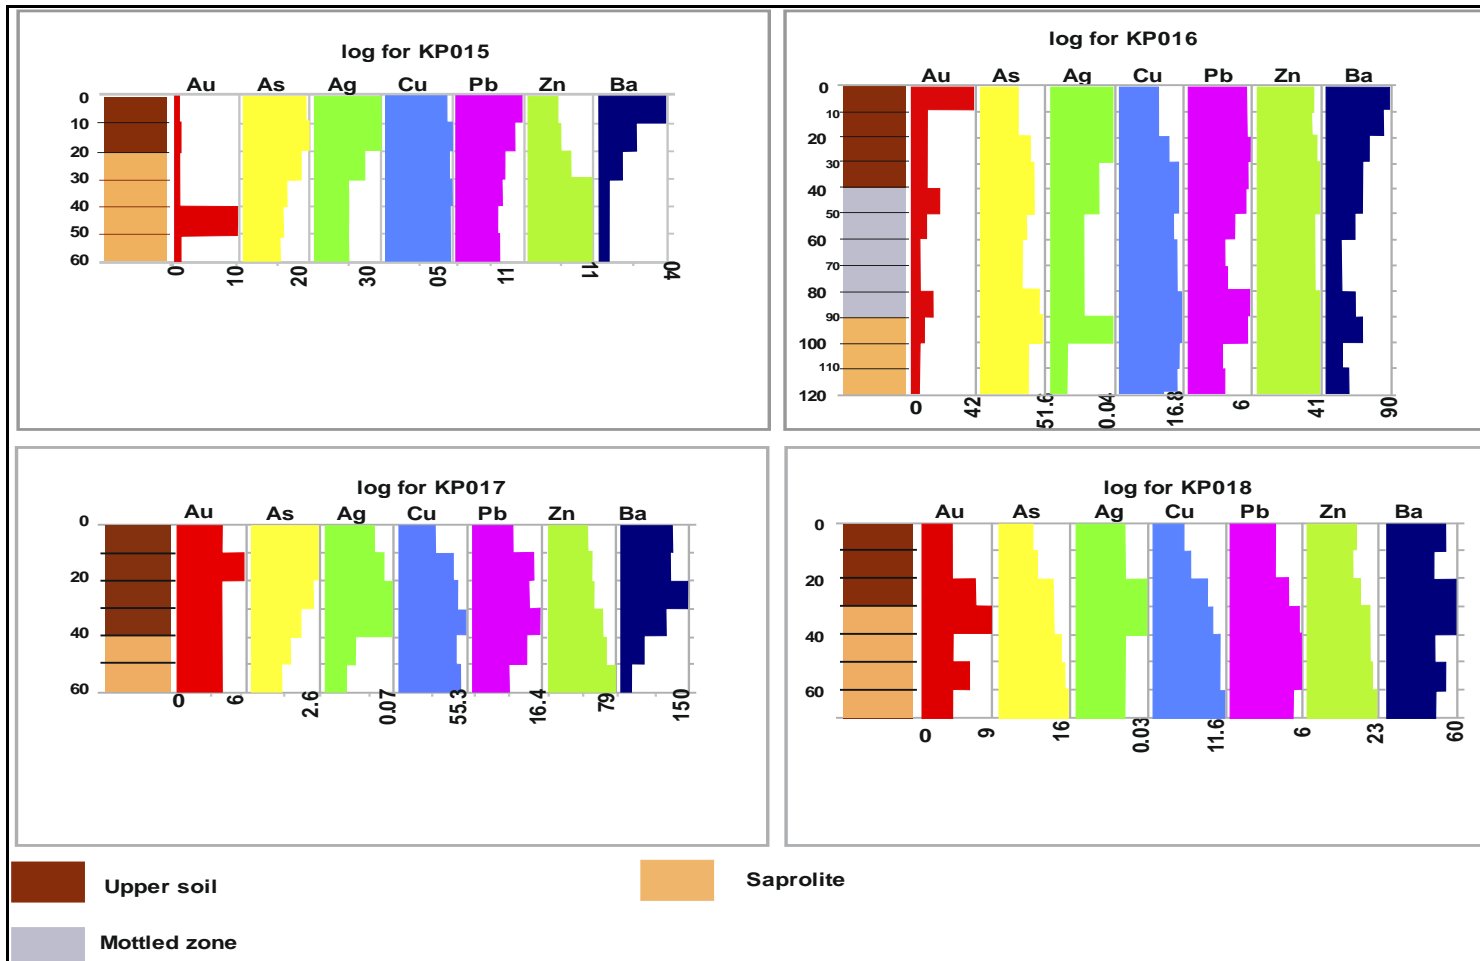 log for KP015
Au As Ag Cu Pb Zn Ba
0
10
20
30
40
50
60
0 10 20 30 05 11 11 04
log for KP016
Au As Ag Cu Pb Zn Ba
0
10
20
30
40
50
60
70
80
90
100
110
120
0 42 51.6 0.04 16.8 6 41 90
log for KP017
Au As Ag Cu Pb Zn Ba
0
20
40
60
0 6 2.6 0.07 55.3 16.4 79 150
log for KP018
Au As Ag Cu Pb Zn Ba
0
20
40
60
0 9 16 0.03 11.6 6 23 60
Upper soil
Saprolite
Mottled zone